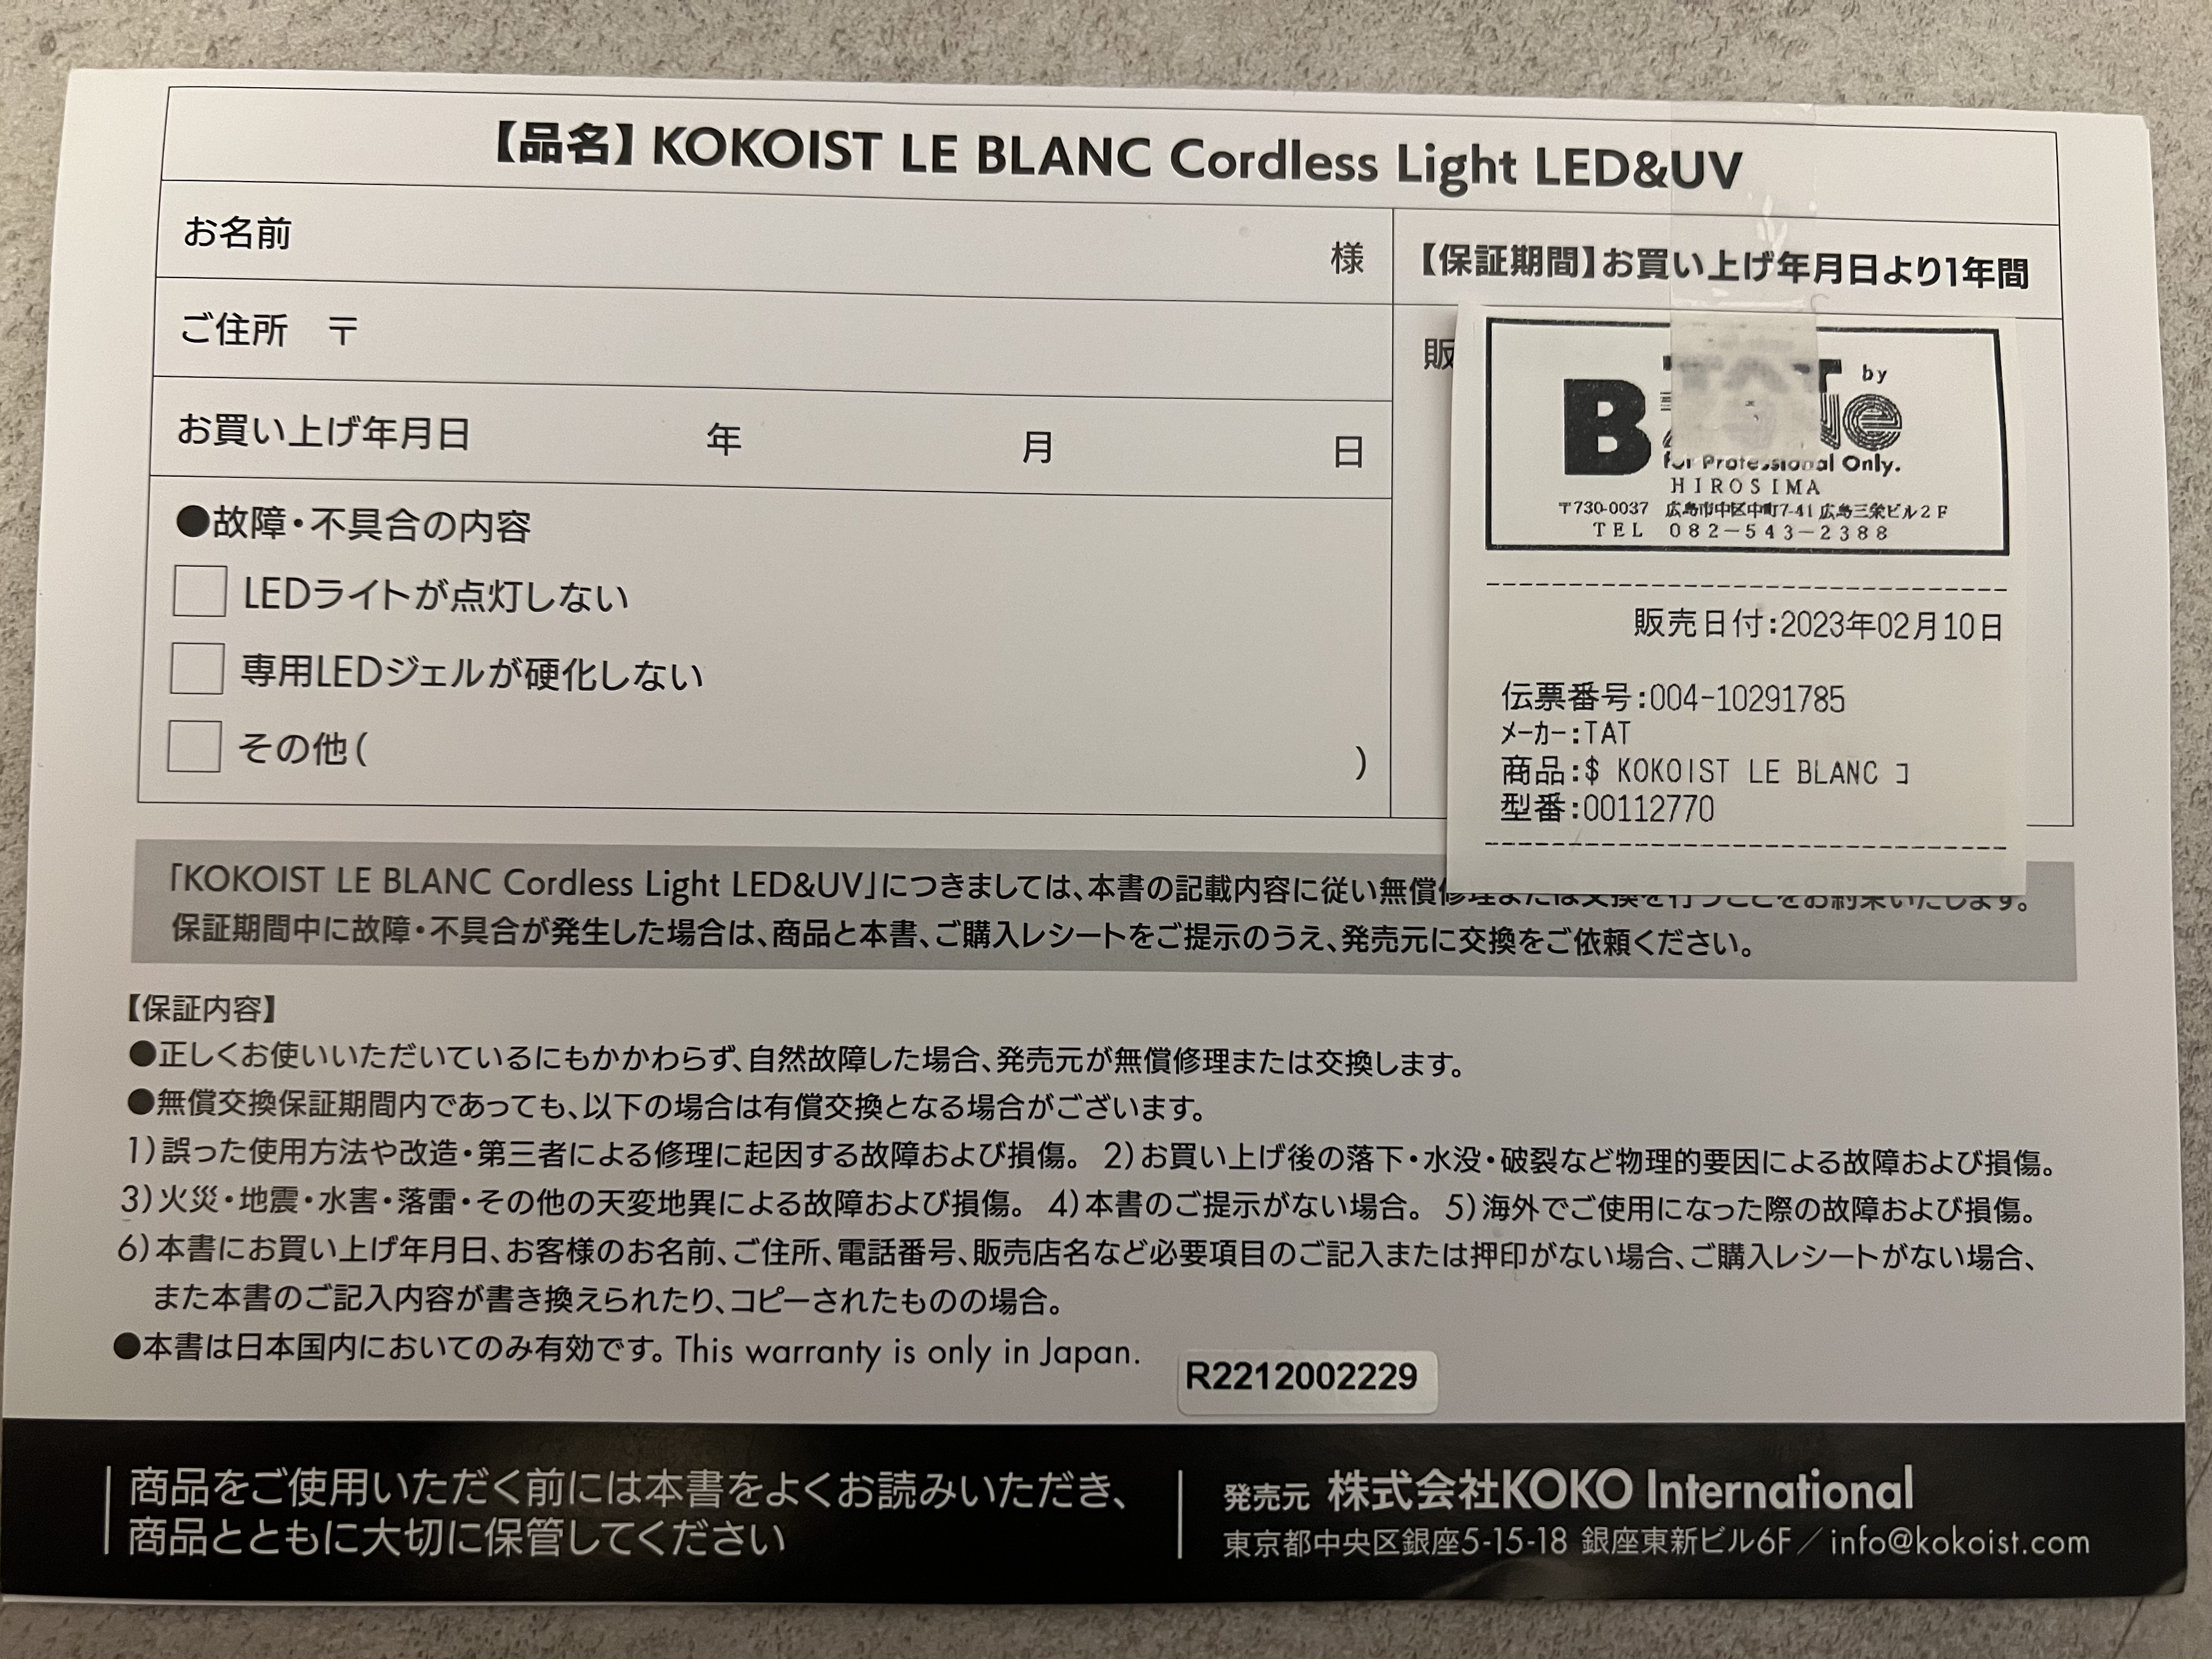 【品名】KOKOIST LE BLANC Cordless Light LED&UV
お名前 様
【保証期間】お買い上げ年月日より1年間
ご住所 〒
販
お買い上げ年月日 年 月 日
●故障・不具合の内容
LEDライトが点灯しない
専用LEDジェルが硬化しない
その他( )
by
B
for Professional Only.
HIROSIMA
〒730-0037 広島市中区中町7-41 広島三栄ビル2F
TEL 082-543-2388
販売日付:2023年02月10日
伝票番号:004-10291785
ﾒｰｶｰ:TAT
商品:$ KOKOIST LE BLANC ｺ
型番:00112770
「KOKOIST LE BLANC Cordless Light LED&UV」につきましては、本書の記載内容に従い無償修理または交換を行うことをお約束いたします。
保証期間中に故障・不具合が発生した場合は、商品と本書、ご購入レシートをご提示のうえ、発売元に交換をご依頼ください。
【保証内容】
●正しくお使いいただいているにもかかわらず、自然故障した場合、発売元が無償修理または交換します。
●無償交換保証期間内であっても、以下の場合は有償交換となる場合がございます。
1)誤った使用方法や改造・第三者による修理に起因する故障および損傷。 2)お買い上げ後の落下・水没・破裂など物理的要因による故障および損傷。
3)火災・地震・水害・落雷・その他の天変地異による故障および損傷。 4)本書のご提示がない場合。 5)海外でご使用になった際の故障および損傷。
6)本書にお買い上げ年月日、お客様のお名前、ご住所、電話番号、販売店名など必要項目のご記入または押印がない場合、ご購入レシートがない場合、
また本書のご記入内容が書き換えられたり、コピーされたものの場合。
●本書は日本国内においてのみ有効です。This warranty is only in Japan.
R2212002229
商品をご使用いただく前には本書をよくお読みいただき、
商品とともに大切に保管してください
発売元 株式会社KOKO International
東京都中央区銀座5-15-18 銀座東新ビル6F／info@kokoist.com